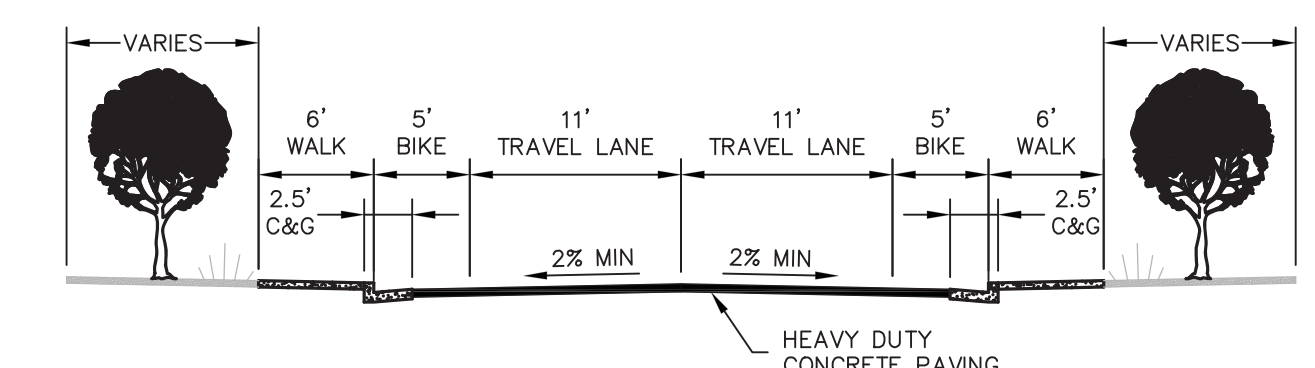 VARIES
VARIES
6' 5' 11' 11' 5' 6'
WALK BIKE TRAVEL LANE TRAVEL LANE BIKE WALK
2.5' 2.5'
C&G C&G
2% MIN 2% MIN
HEAVY DUTY
CONCRETE PAVING